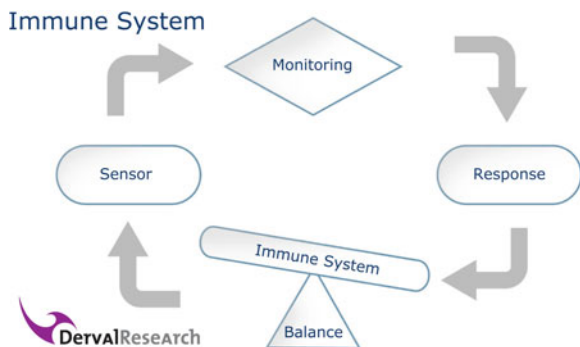 Immune System
Monitoring
Sensor
Response
Immune System
Balance
DervalResearch